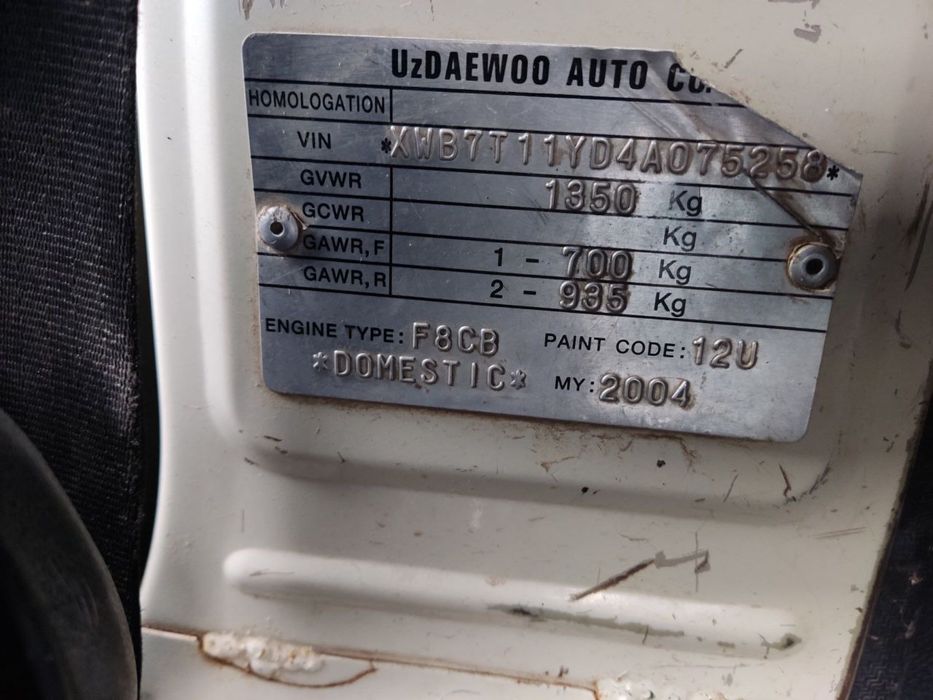 UzDAEWOO AUTO Co.
HOMOLOGATION
VIN *XWB7T11YD4A075258*
GVWR 1350 Kg
GCWR Kg
GAWR, F 1 - 700 Kg
GAWR, R 2 - 935 Kg
ENGINE TYPE: F8CB PAINT CODE: 12U
*DOMESTIC* MY: 2004